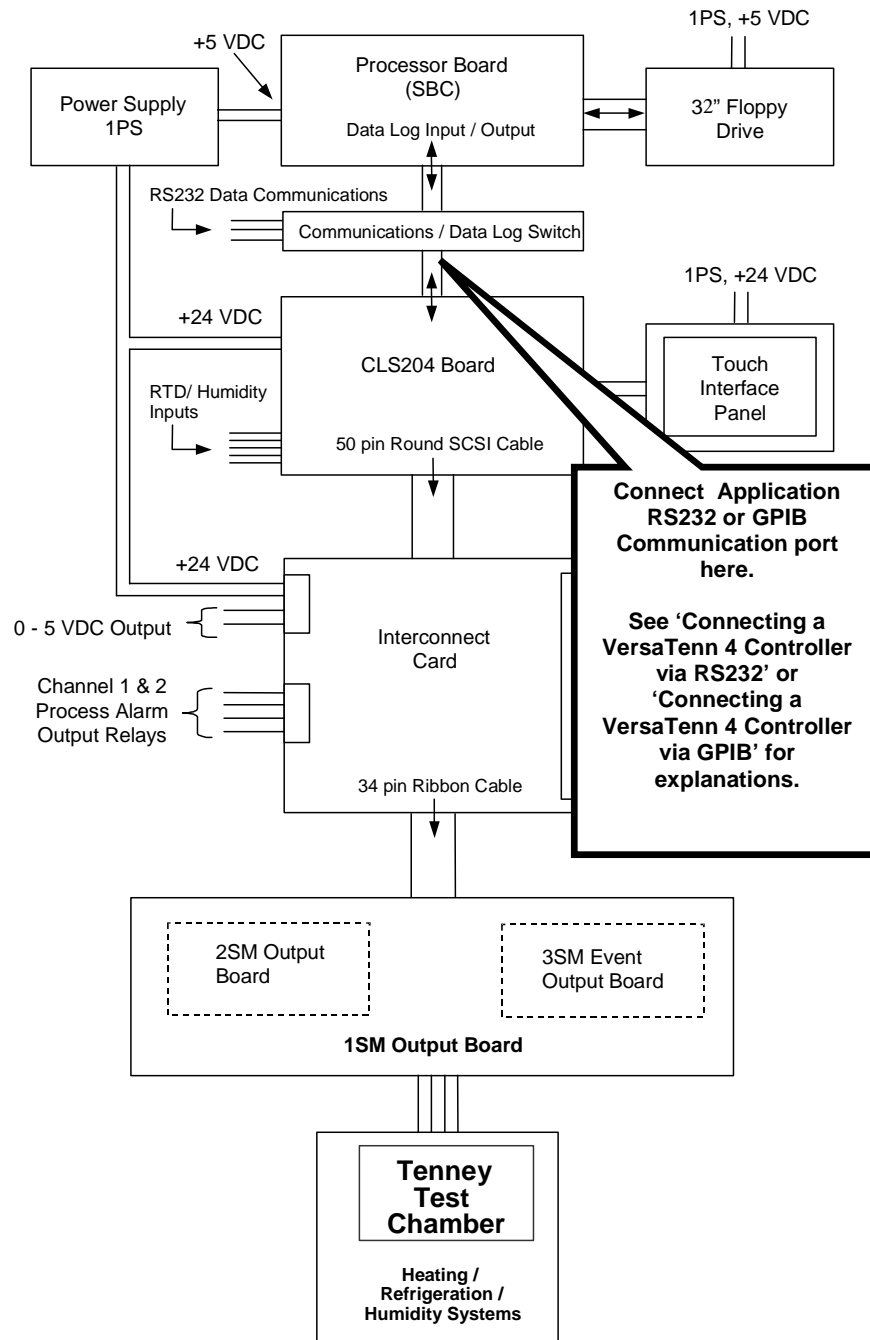 1PS, +5 VDC
+5 VDC
Power Supply
1PS
Processor Board
(SBC)
Data Log Input / Output
32” Floppy
Drive
RS232 Data Communications
Communications / Data Log Switch
1PS, +24 VDC
+24 VDC
CLS204 Board
Touch
Interface
Panel
RTD/ Humidity
Inputs
50 pin Round SCSI Cable
Connect Application
RS232 or GPIB
Communication port
here.
See ‘Connecting a
VersaTenn 4 Controller
via RS232’ or
‘Connecting a
VersaTenn 4 Controller
via GPIB’ for
explanations.
+24 VDC
0 - 5 VDC Output
Interconnect
Card
Channel 1 & 2
Process Alarm
Output Relays
34 pin Ribbon Cable
2SM Output
Board
3SM Event
Output Board
1SM Output Board
Tenney
Test
Chamber
Heating /
Refrigeration /
Humidity Systems